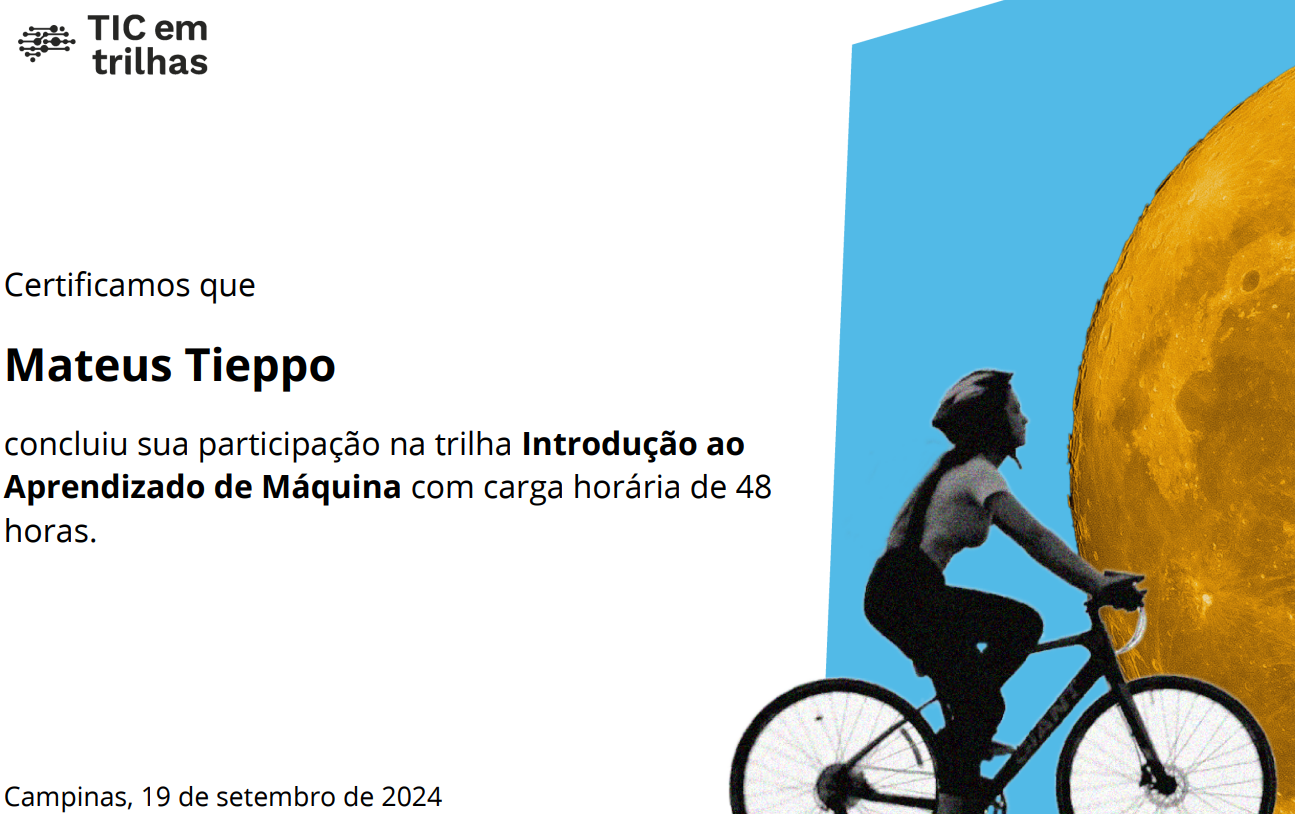 TIC em
trilhas
Certificamos que
Mateus Tieppo
concluiu sua participação na trilha Introdução ao
Aprendizado de Máquina com carga horária de 48
horas.
GIANT
Campinas, 19 de setembro de 2024